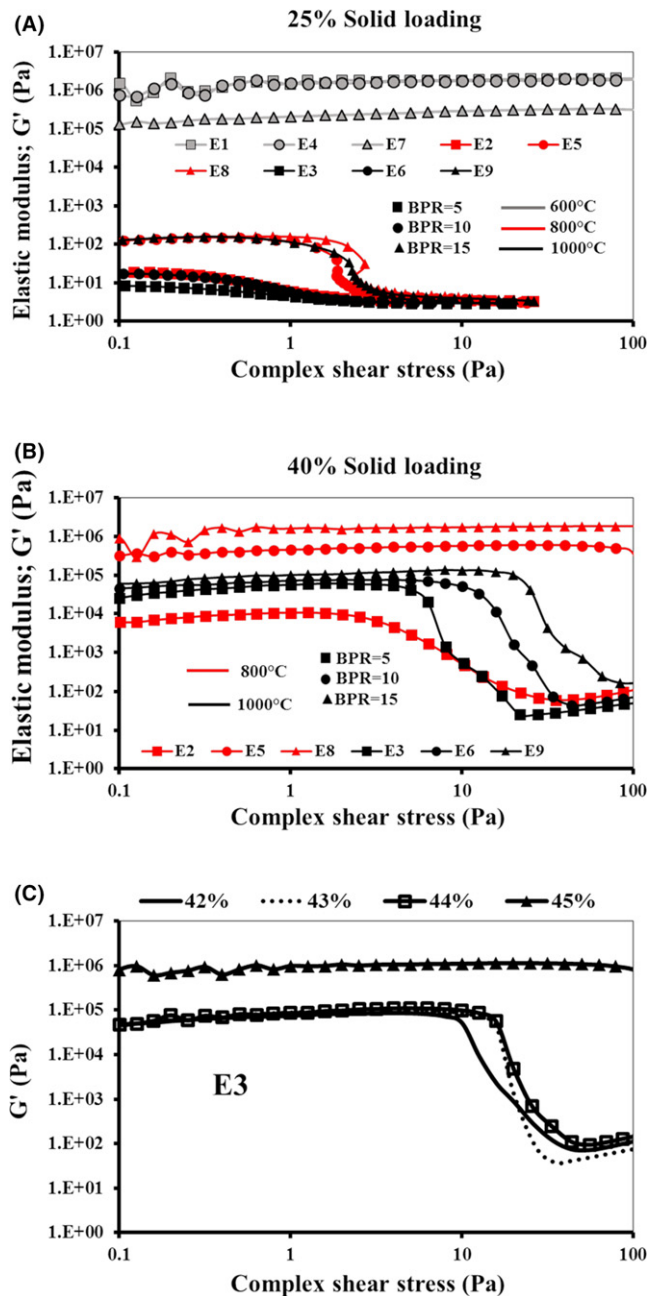 (A)
25% Solid loading
Elastic modulus; G' (Pa)
1.E+07
1.E+06
1.E+05
1.E+04
1.E+03
1.E+02
1.E+01
1.E+00
E1 E4 E7 E2 E5
E8 E3 E6 E9
BPR=5 600°C
BPR=10 800°C
BPR=15 1000°C
0.1 1 10 100
Complex shear stress (Pa)
(B)
40% Solid loading
Elastic modulus; G' (Pa)
1.E+07
1.E+06
1.E+05
1.E+04
1.E+03
1.E+02
1.E+01
1.E+00
800°C BPR=5
1000°C BPR=10
BPR=15
E2 E5 E8 E3 E6 E9
0.1 1 10 100
Complex shear stress (Pa)
(C)
42% 43% 44% 45%
G' (Pa)
1.E+07
1.E+06
1.E+05
1.E+04
1.E+03
1.E+02
1.E+01
1.E+00
E3
0.1 1 10 100
Complex shear stress (Pa)